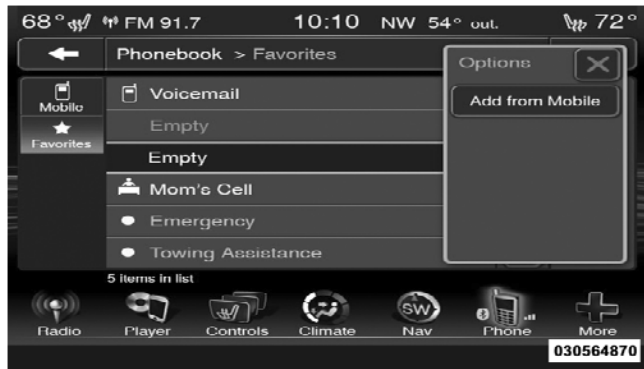 68° FM 91.7 10:10 NW 54° out. 72°
Phonebook > Favorites
Options
Mobile
Voicemail
Add from Mobile
Favorites
Empty
Empty
Mom's Cell
Emergency
Towing Assistance
5 items in list
SW
Radio Player Controls Climate Nav Phone More
030564870